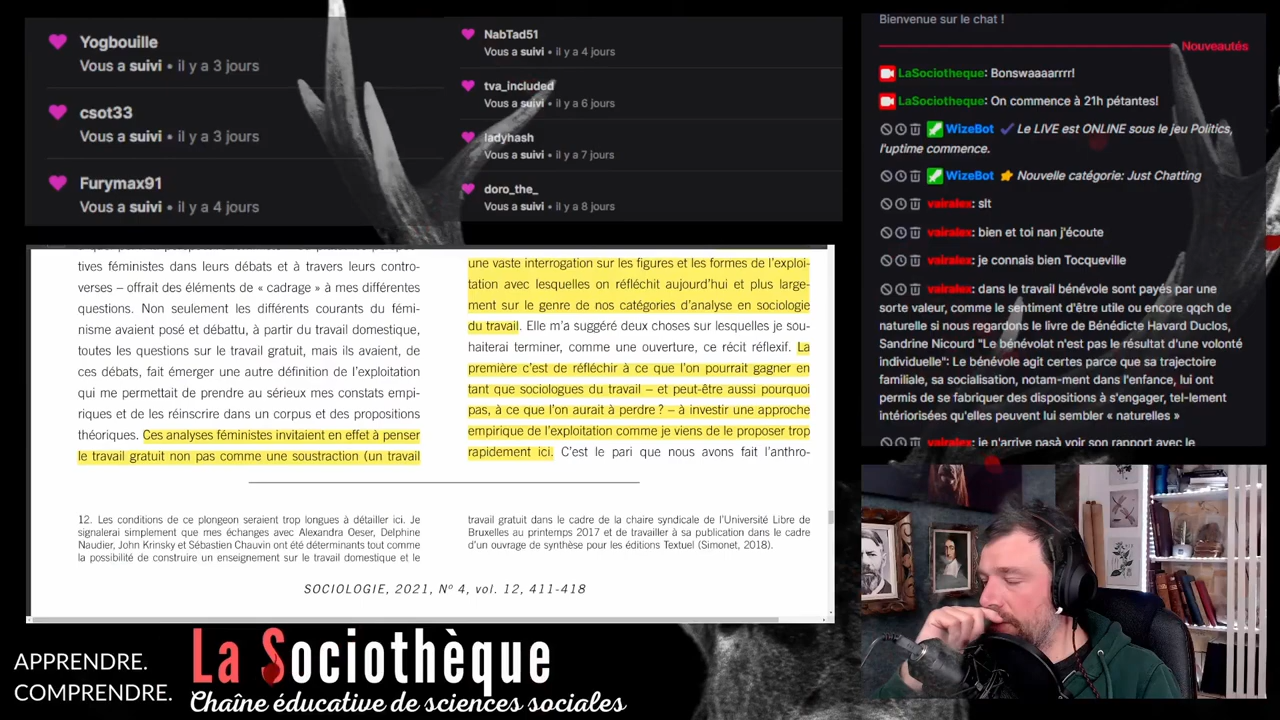 Yogbouille
Vous a suivi • il y a 3 jours
csot33
Vous a suivi • il y a 3 jours
Furymax91
Vous a suivi • il y a 4 jours
NabTad51
Vous a suivi • il y a 4 jours
tva_included
Vous a suivi • il y a 6 jours
ladyhash
Vous a suivi • il y a 7 jours
doro_the_
Vous a suivi • il y a 8 jours
tives féministes dans leurs débats et à travers leurs contro-
verses – offrait des éléments de « cadrage » à mes différentes
questions. Non seulement les différents courants du fémi-
nisme avaient posé et débattu, à partir du travail domestique,
toutes les questions sur le travail gratuit, mais ils avaient, de
ces débats, fait émerger une autre définition de l'exploitation
qui me permettait de prendre au sérieux mes constats empi-
riques et de les réinscrire dans un corpus et des propositions
théoriques. Ces analyses féministes invitaient en effet à penser
le travail gratuit non pas comme une soustraction (un travail
une vaste interrogation sur les figures et les formes de l'exploi-
tation avec lesquelles on réfléchit aujourd'hui et plus large-
ment sur le genre de nos catégories d'analyse en sociologie
du travail. Elle m'a suggéré deux choses sur lesquelles je sou-
haiterai terminer, comme une ouverture, ce récit réflexif. La
première c'est de réfléchir à ce que l'on pourrait gagner en
tant que sociologues du travail – et peut-être aussi pourquoi
pas, à ce que l'on aurait à perdre ? – à investir une approche
empirique de l'exploitation comme je viens de le proposer trop
rapidement ici. C'est le pari que nous avons fait l'anthro-
12. Les conditions de ce plongeon seraient trop longues à détailler ici. Je
signalerai simplement que mes échanges avec Alexandra Oeser, Delphine
Naudier, John Krinsky et Sébastien Chauvin ont été déterminants tout comme
la possibilité de construire un enseignement sur le travail domestique et le
travail gratuit dans le cadre de la chaire syndicale de l'Université Libre de
Bruxelles au printemps 2017 et de travailler à sa publication dans le cadre
d'un ouvrage de synthèse pour les éditions Textuel (Simonet, 2018).
SOCIOLOGIE, 2021, Nº 4, vol. 12, 411-418
Bienvenue sur le chat !
Nouveautés
LaSociotheque: Bonswaaaarrrr!
LaSociotheque: On commence à 21h pétantes!
WizeBot Le LIVE est ONLINE sous le jeu Politics,
l'uptime commence.
WizeBot Nouvelle catégorie: Just Chatting
vairalex: slt
vairalex: bien et toi nan j'écoute
vairalex: je connais bien Tocqueville
vairalex: dans le travail bénévole sont payés par une
sorte valeur, comme le sentiment d'être utile ou encore qqch de
naturelle si nous regardons le livre de Bénédicte Havard Duclos,
Sandrine Nicourd "Le bénévolat n'est pas le résultat d'une volonté
individuelle": Le bénévole agit certes parce que sa trajectoire
familiale, sa socialisation, notam-ment dans l'enfance, lui ont
permis de se fabriquer des dispositions à s'engager, tel-lement
intériorisées qu'elles peuvent lui sembler « naturelles »
vairalex: je n'arrive pasà voir son rapport avec le
APPRENDRE.
COMPRENDRE.
La Sociothèque
Chaîne éducative de sciences sociales